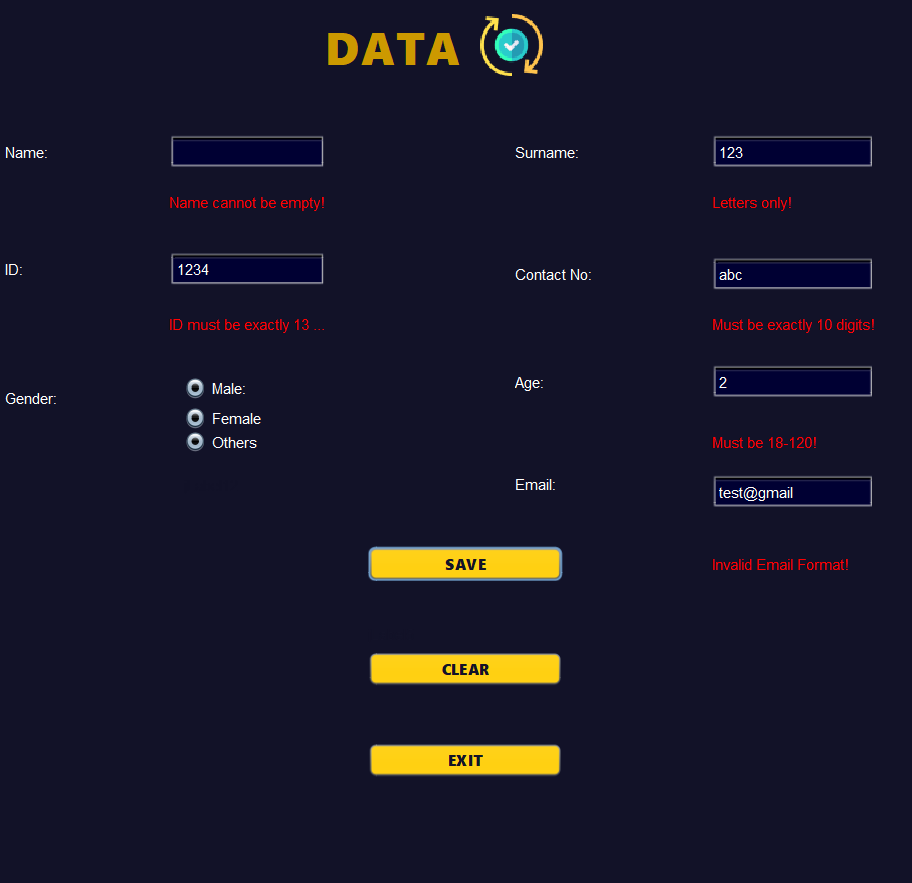 DATA
Name:
Surname: 123
Name cannot be empty!
Letters only!
ID: 1234
Contact No: abc
ID must be exactly 13 ...
Must be exactly 10 digits!
Gender:
Male:
Female
Others
Age: 2
Must be 18-120!
Email: test@gmail
Invalid Email Format!
SAVE
CLEAR
EXIT